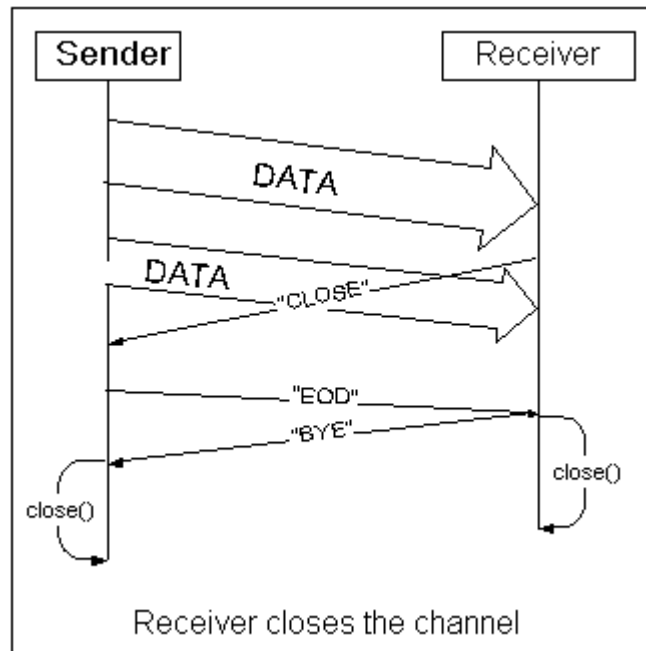 Sender
Receiver
DATA
DATA
"CLOSE"
"EOD"
"BYE"
close()
close()
Receiver closes the channel